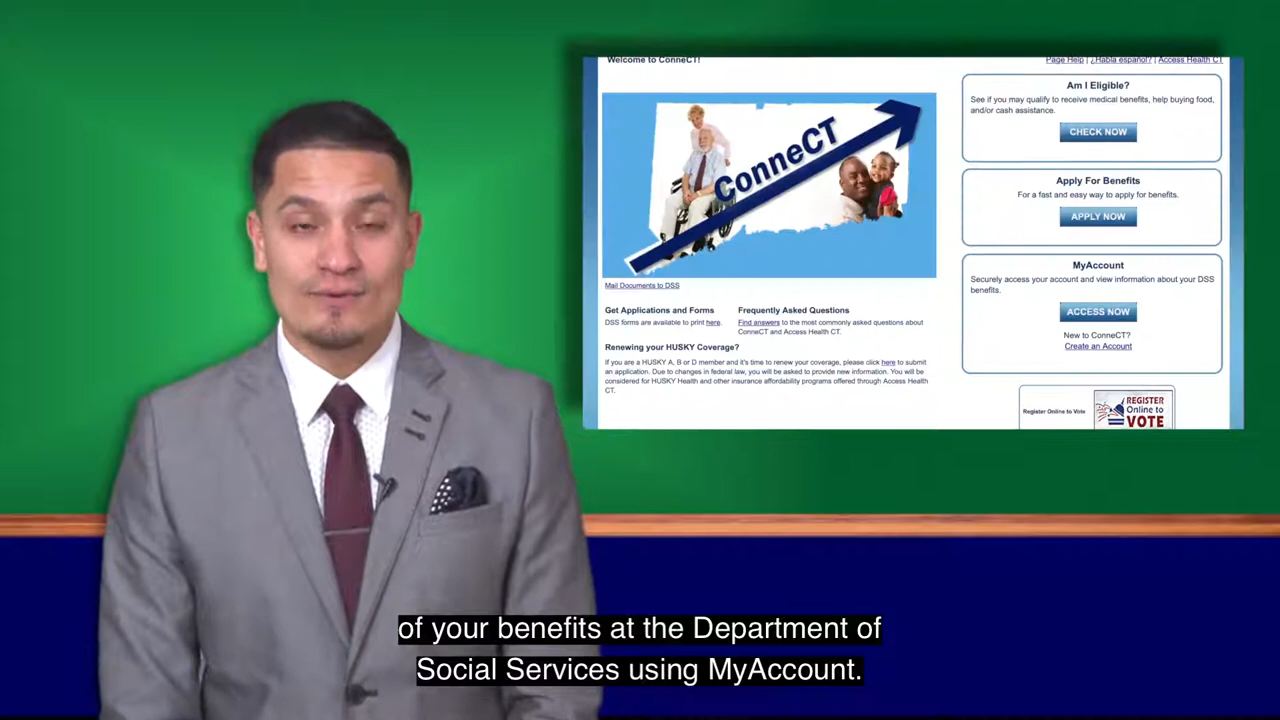 Welcome to ConneCT!
Page Help | ¿Habla español? | Access Health CT
ConneCT
Mail Documents to DSS
Get Applications and Forms
DSS forms are available to print here.
Frequently Asked Questions
Find answers to the most commonly asked questions about
ConneCT and Access Health CT.
Renewing your HUSKY Coverage?
If you are a HUSKY A, B or D member and it's time to renew your coverage, please click here to submit
an application. Due to changes in federal law, you will be asked to provide new information. You will be
considered for HUSKY Health and other insurance affordability programs offered through Access Health
CT.
Am I Eligible?
See if you may qualify to receive medical benefits, help buying food,
and/or cash assistance.
CHECK NOW
Apply For Benefits
For a fast and easy way to apply for benefits.
APPLY NOW
MyAccount
Securely access your account and view information about your DSS
benefits.
ACCESS NOW
New to ConneCT?
Create an Account
Register Online to Vote
REGISTER
Online to
VOTE
of your benefits at the Department of
Social Services using MyAccount.